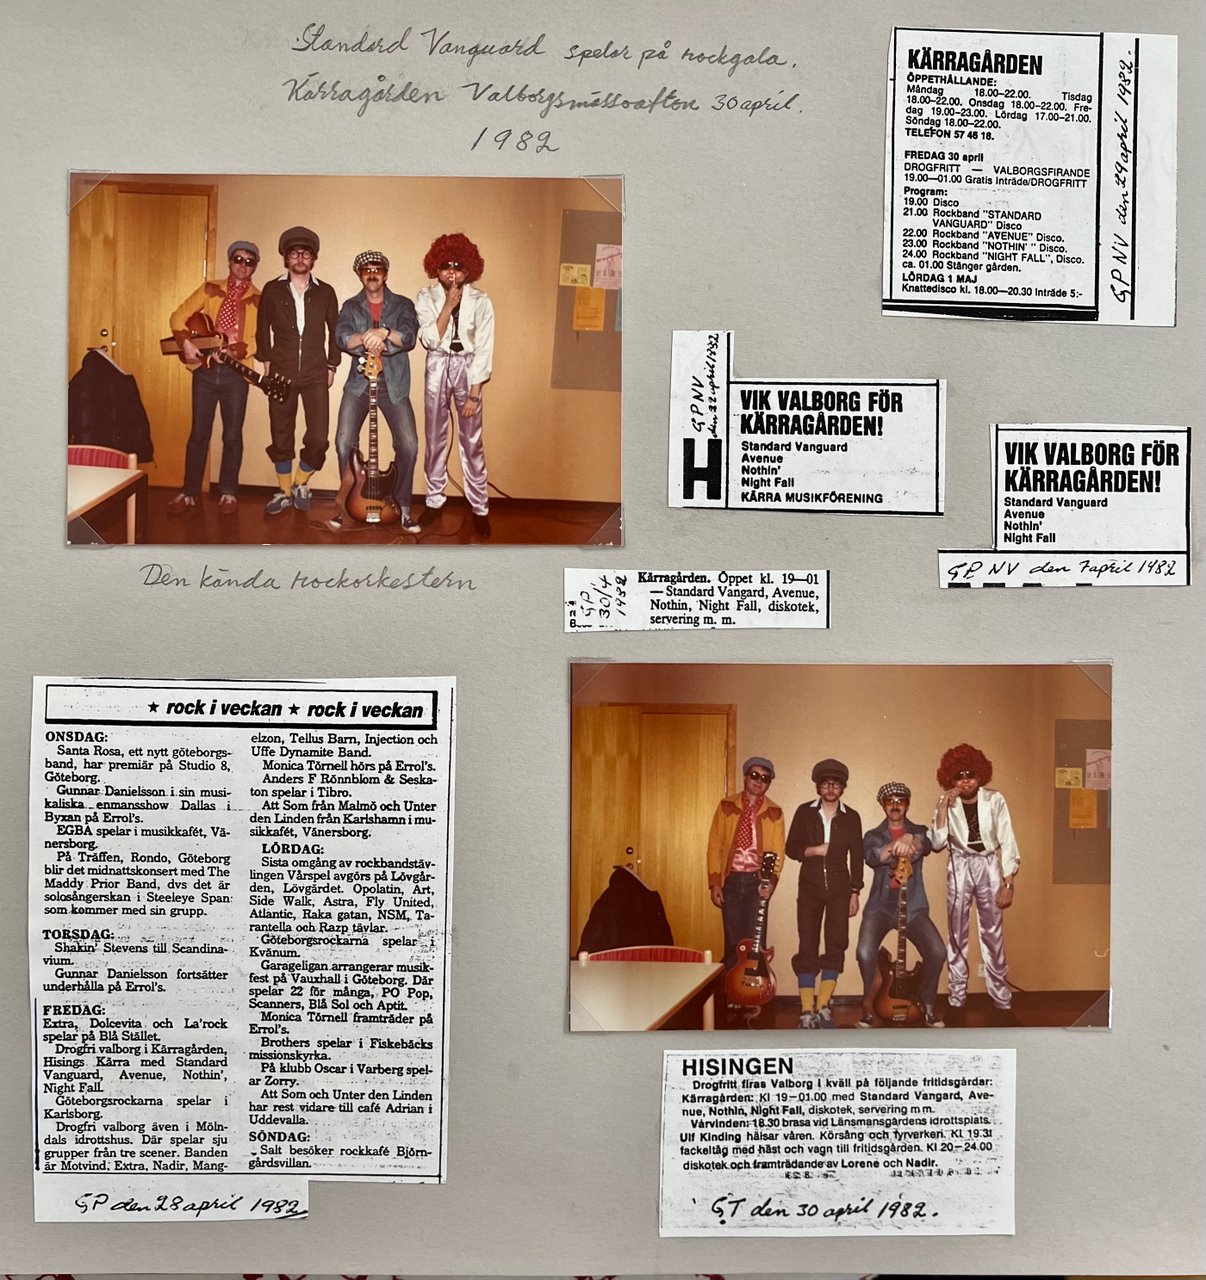 Standard Vanguard spelar på rockgala.
Kärragården Valborgsmässoafton 30 april.
1982
KÄRRAGÅRDEN
ÖPPETHÅLLANDE:
Måndag 18.00–22.00. Tisdag
18.00–22.00. Onsdag 18.00–22.00. Fre-
dag 19.00–23.00. Lördag 17.00–21.00.
Söndag 18.00–22.00.
TELEFON 57 46 18.
FREDAG 30 april
DROGFRITT — VALBORGSFIRANDE
19.00—01.00 Gratis Inträde/DROGFRITT
Program:
19.00 Disco
21.00 Rockband "STANDARD
VANGUARD" Disco
22.00 Rockband "AVENUE" Disco.
23.00 Rockband "NOTHIN' " Disco.
24.00 Rockband "NIGHT FALL", Disco.
ca. 01.00 Stänger gården.
LÖRDAG 1 MAJ
Knattedisco kl. 18.00—20.30 Inträde 5:-
GP NV den 29 april 1982.
GP NV
den 22 april 1982
H
VIK VALBORG FÖR
KÄRRAGÅRDEN!
Standard Vanguard
Avenue
Nothin'
Night Fall
KÄRRA MUSIKFÖRENING
VIK VALBORG FÖR
KÄRRAGÅRDEN!
Standard Vanguard
Avenue
Nothin'
Night Fall
GP NV den 7 april 1982
Den kända rockorkestern
GP
30/4
1982
Kärragården. Öppet kl. 19—01
— Standard Vangard, Avenue,
Nothin, Night Fall, diskotek,
servering m. m.
★ rock i veckan ★ rock i veckan
ONSDAG:
Santa Rosa, ett nytt göteborgs-
band, har premiär på Studio 8,
Göteborg.
Gunnar Danielsson i sin musi-
kaliska enmansshow Dallas i
Byxan på Errol's.
EGBA spelar i musikkafét, Vä-
nersborg.
På Träffen, Rondo, Göteborg
blir det midnattskonsert med The
Maddy Prior Band, dvs det är
solosångerskan i Steeleye Span
som kommer med sin grupp.
TORSDAG:
Shakin' Stevens till Scandina-
vium.
Gunnar Danielsson fortsätter
underhålla på Errol's.
FREDAG:
Extra, Dolcevita och La'rock
spelar på Blå Stället.
Drogfri valborg i Kärragården,
Hisings Kärra med Standard
Vanguard, Avenue, Nothin',
Night Fall.
Göteborgsrockarna spelar i
Karlsborg.
Drogfri valborg även i Möln-
dals idrottshus. Där spelar sju
grupper från tre scener. Banden
är Motvind, Extra, Nadir, Mang-
elzon, Tellus Barn, Injection och
Uffe Dynamite Band.
Monica Törnell hörs på Errol's.
Anders F Rönnblom & Seska-
ton spelar i Tibro.
Att Som från Malmö och Unter
den Linden från Karlshamn i mu-
sikkafét, Vänersborg.
LÖRDAG:
Sista omgång av rockbandstäv-
lingen Vårspel avgörs på Lövgår-
den, Lövgärdet. Opolatin, Art,
Side Walk, Astra, Fly United,
Atlantic, Raka gatan, NSM, Ta-
rantella och Razp tävlar.
Göteborgsrockarna spelar i
Kvänum.
Garageligan arrangerar musik-
fest på Vauxhall i Göteborg. Där
spelar 22 för många, PO Pop,
Scanners, Blå Sol och Aptit.
Monica Törnell framträder på
Errol's.
Brothers spelar i Fiskebäcks
missionskyrka.
På klubb Oscar i Varberg spel-
ar Zorry.
Att Som och Unter den Linden
har rest vidare till café Adrian i
Uddevalla.
SÖNDAG:
Salt besöker rockkafé Björn-
gårdsvillan.
GP den 28 april 1982
HISINGEN
Drogfritt firas Valborg i kväll på följande fritidsgårdar:
Kärragården: Kl 19–01.00 med Standard Vangard, Ave-
nue, Nothin, Night Fall, diskotek, servering mm.
Vårvinden: 18.30 brasa vid Länsmansgårdens idrottsplats.
Ulf Kinding hälsar våren. Körsång och fyrverkeri. Kl 19.31
fackeltåg med häst och vagn till fritidsgården. Kl 20–24.00
diskotek och framträdande av Lorene och Nadir.
GT den 30 april 1982.